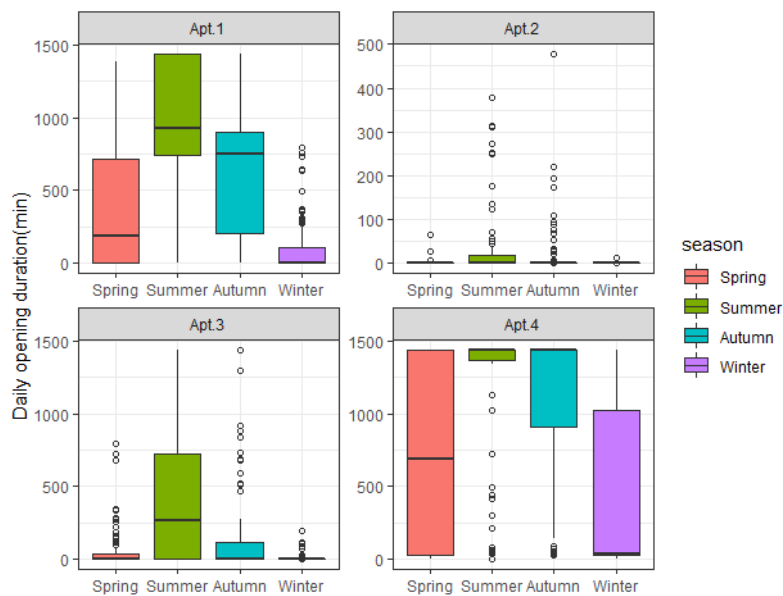 Apt.1
Apt.2
1500
1000
500
0
500
400
300
200
100
0
Spring Summer Autumn Winter
Spring Summer Autumn Winter
Daily opening duration(min)
season
Spring
Summer
Autumn
Winter
Apt.3
Apt.4
1500
1000
500
0
1500
1000
500
0
Spring Summer Autumn Winter
Spring Summer Autumn Winter